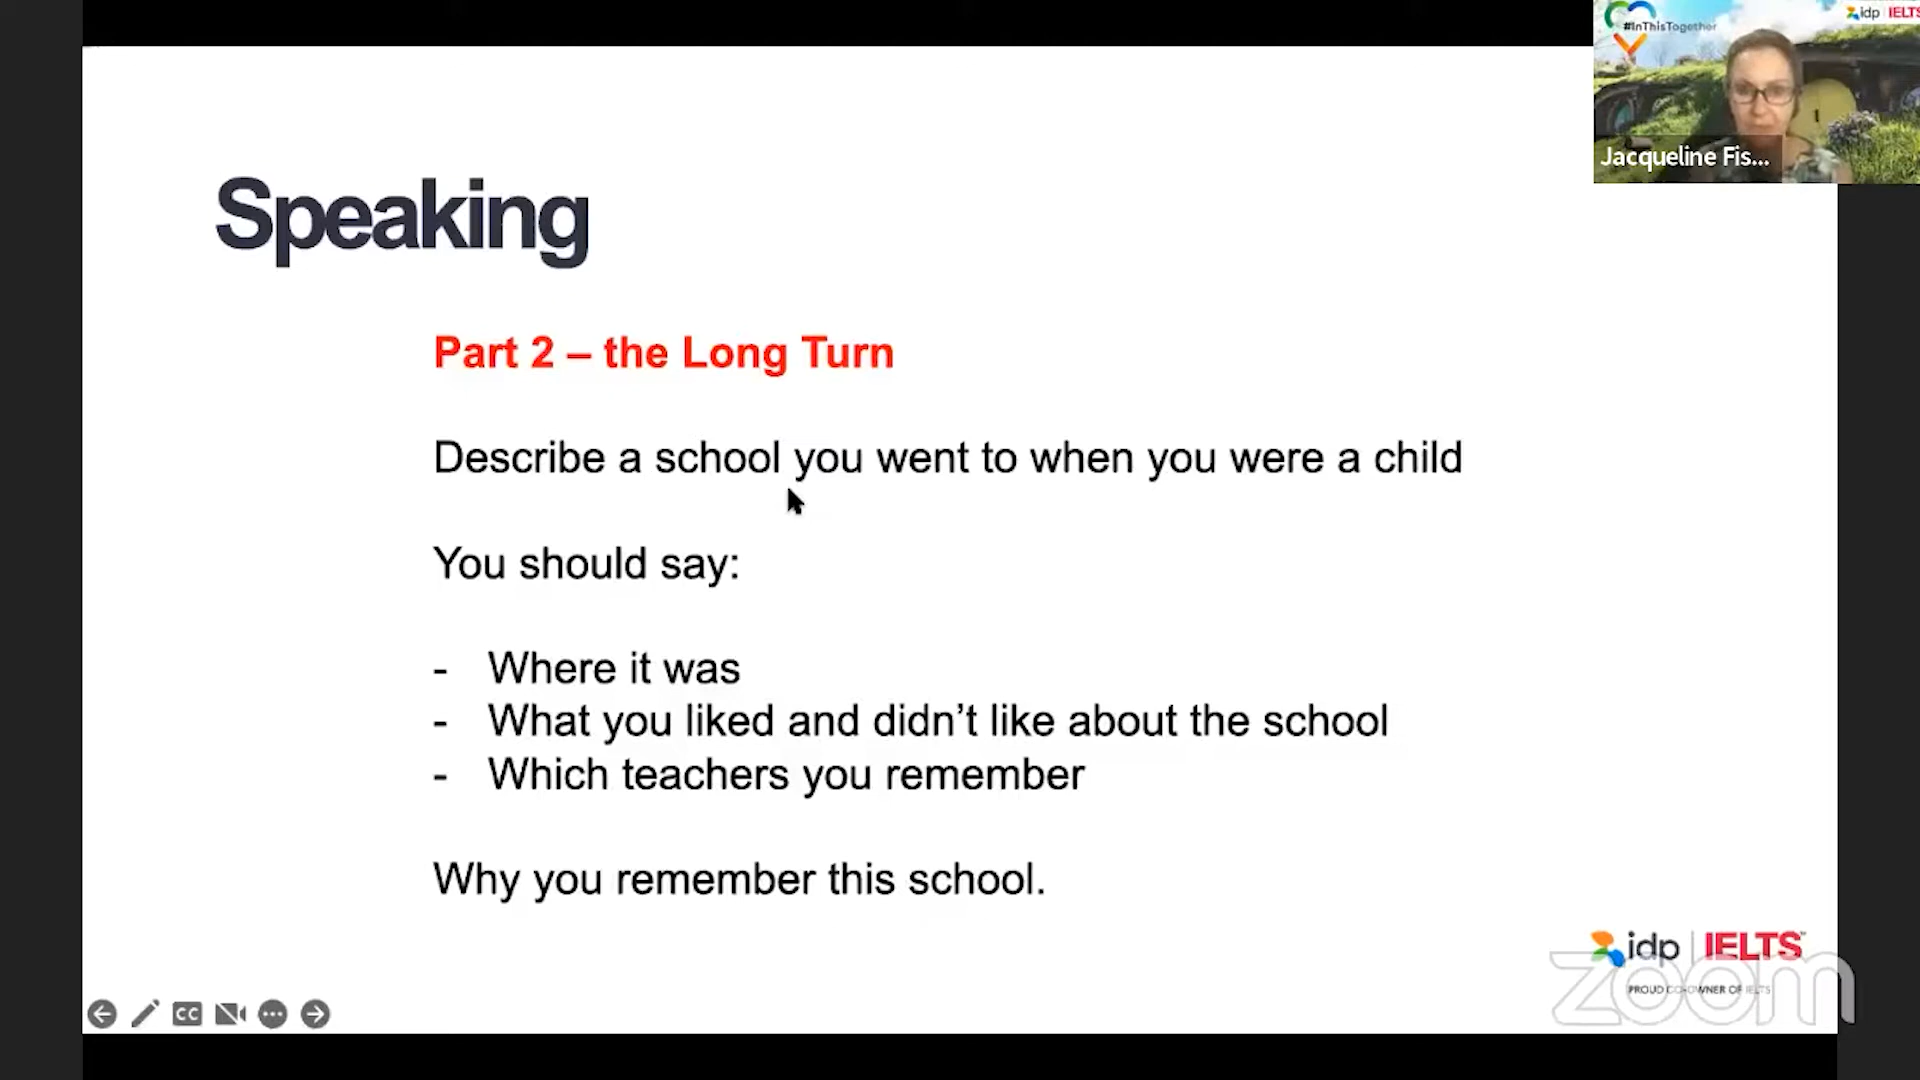 #InThisTogether
idp IELTS
Jacqueline Fis...
Speaking
Part 2 – the Long Turn
Describe a school you went to when you were a child
You should say:
- Where it was
- What you liked and didn’t like about the school
- Which teachers you remember
Why you remember this school.
idp IELTS™
PROUD CO-OWNER OF IELTS
zoom
CC